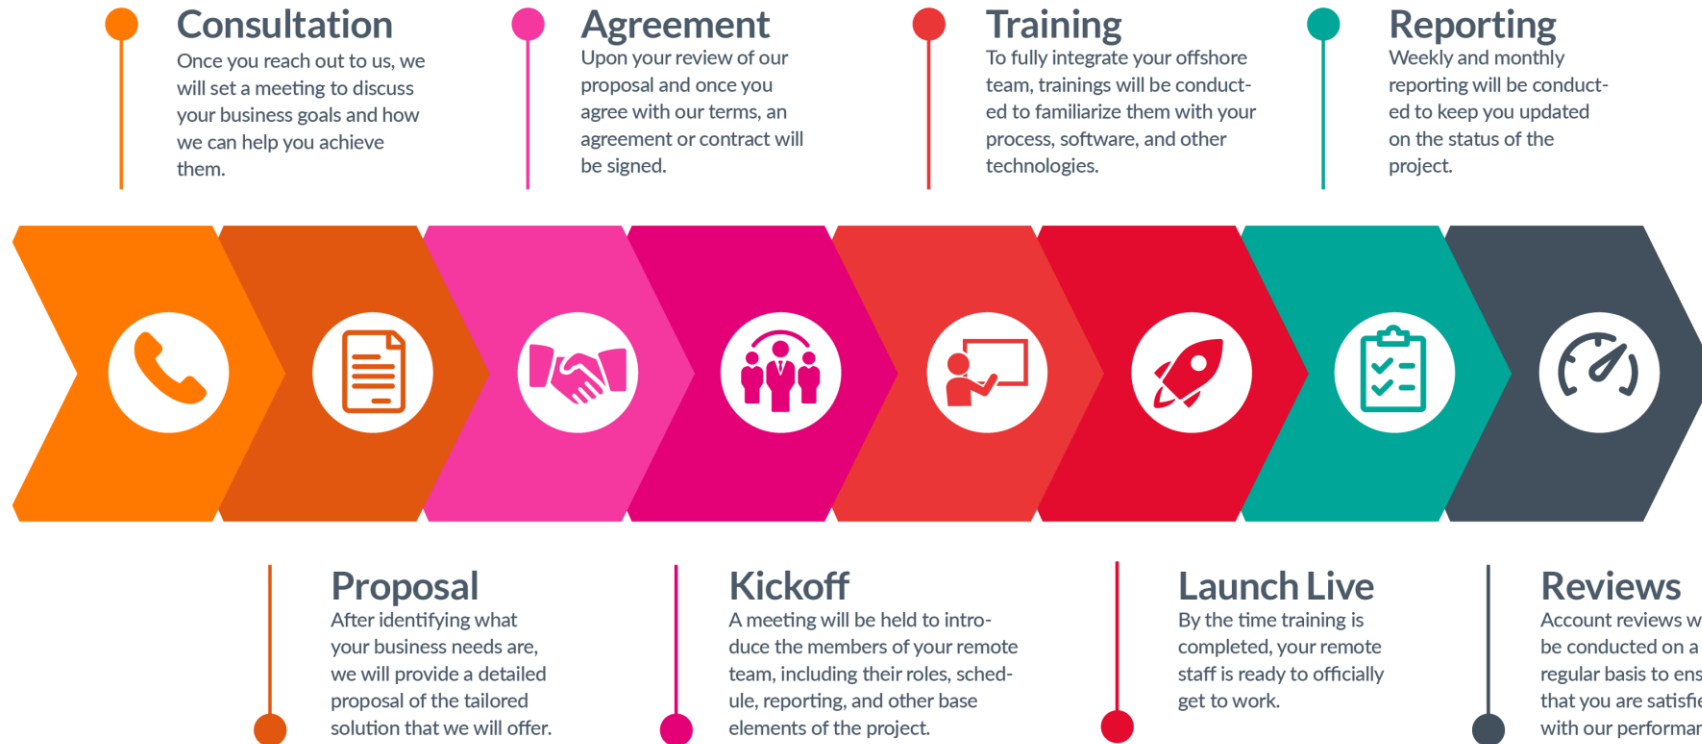 Consultation
Once you reach out to us, we
will set a meeting to discuss
your business goals and how
we can help you achieve
them.
Agreement
Upon your review of our
proposal and once you
agree with our terms, an
agreement or contract will
be signed.
Training
To fully integrate your offshore
team, trainings will be conduct-
ed to familiarize them with your
process, software, and other
technologies.
Reporting
Weekly and monthly
reporting will be conduct-
ed to keep you updated
on the status of the
project.
Proposal
After identifying what
your business needs are,
we will provide a detailed
proposal of the tailored
solution that we will offer.
Kickoff
A meeting will be held to intro-
duce the members of your remote
team, including their roles, sched-
ule, reporting, and other base
elements of the project.
Launch Live
By the time training is
completed, your remote
staff is ready to officially
get to work.
Reviews
Account reviews
be conducted on a
regular basis to
that you are
with our